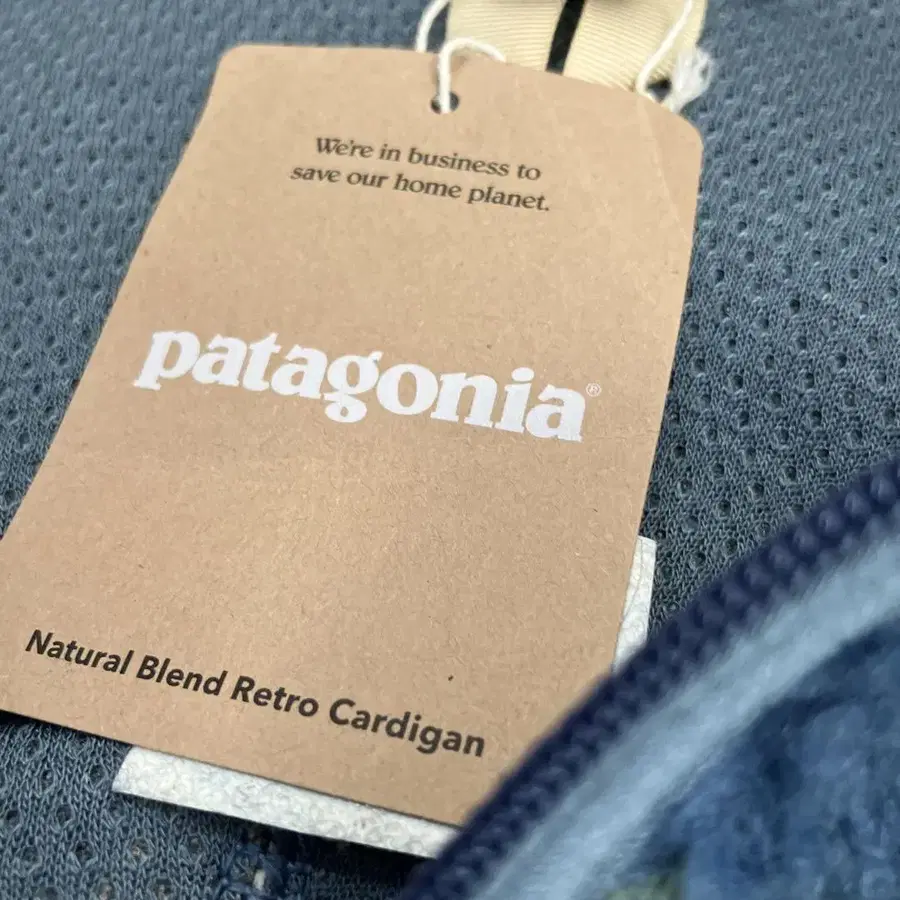 We're in business to
save our home planet.
patagonia®
Natural Blend Retro Cardigan